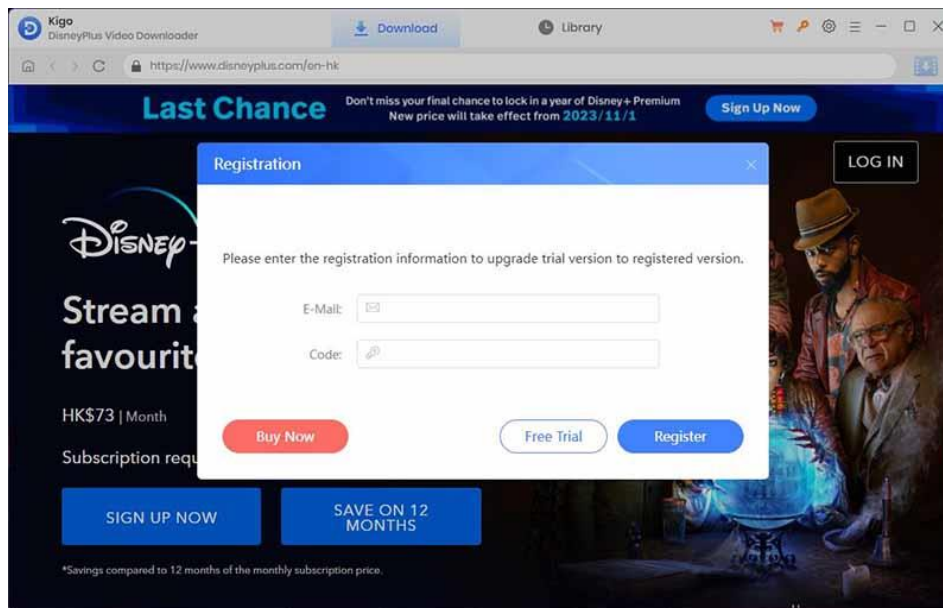 Kigo
DisneyPlus Video Downloader
Download
Library
https://www.disneyplus.com/en-hk
Last Chance
Don't miss your final chance to lock in a year of Disney+ Premium
New price will take effect from 2023/11/1
Sign Up Now
LOG IN
Registration
Disney
Please enter the registration information to upgrade trial version to registered version.
Stream
favourit
E-Mail:
Code:
HK$73 | Month
Subscription requ
Buy Now
Free Trial
Register
SIGN UP NOW
SAVE ON 12
MONTHS
*Savings compared to 12 months of the monthly subscription price.